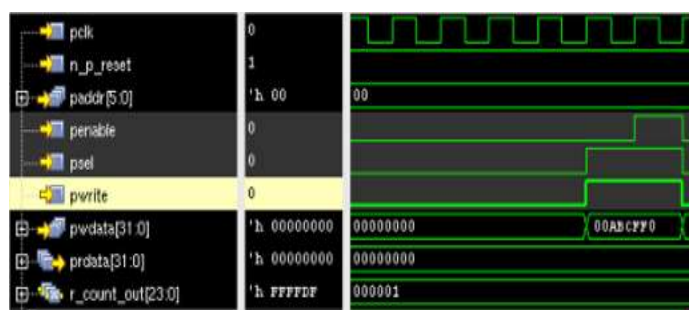 pclk 0
n_p_reset 1
paddr[5:0] 'h 00 00
penable 0
psel 0
pwrite 0
pwdata[31:0] 'h 00000000 00000000 00ABCFF0
prdata[31:0] 'h 00000000 00000000
r_count_out[23:0] 'h FFFFDF 000001